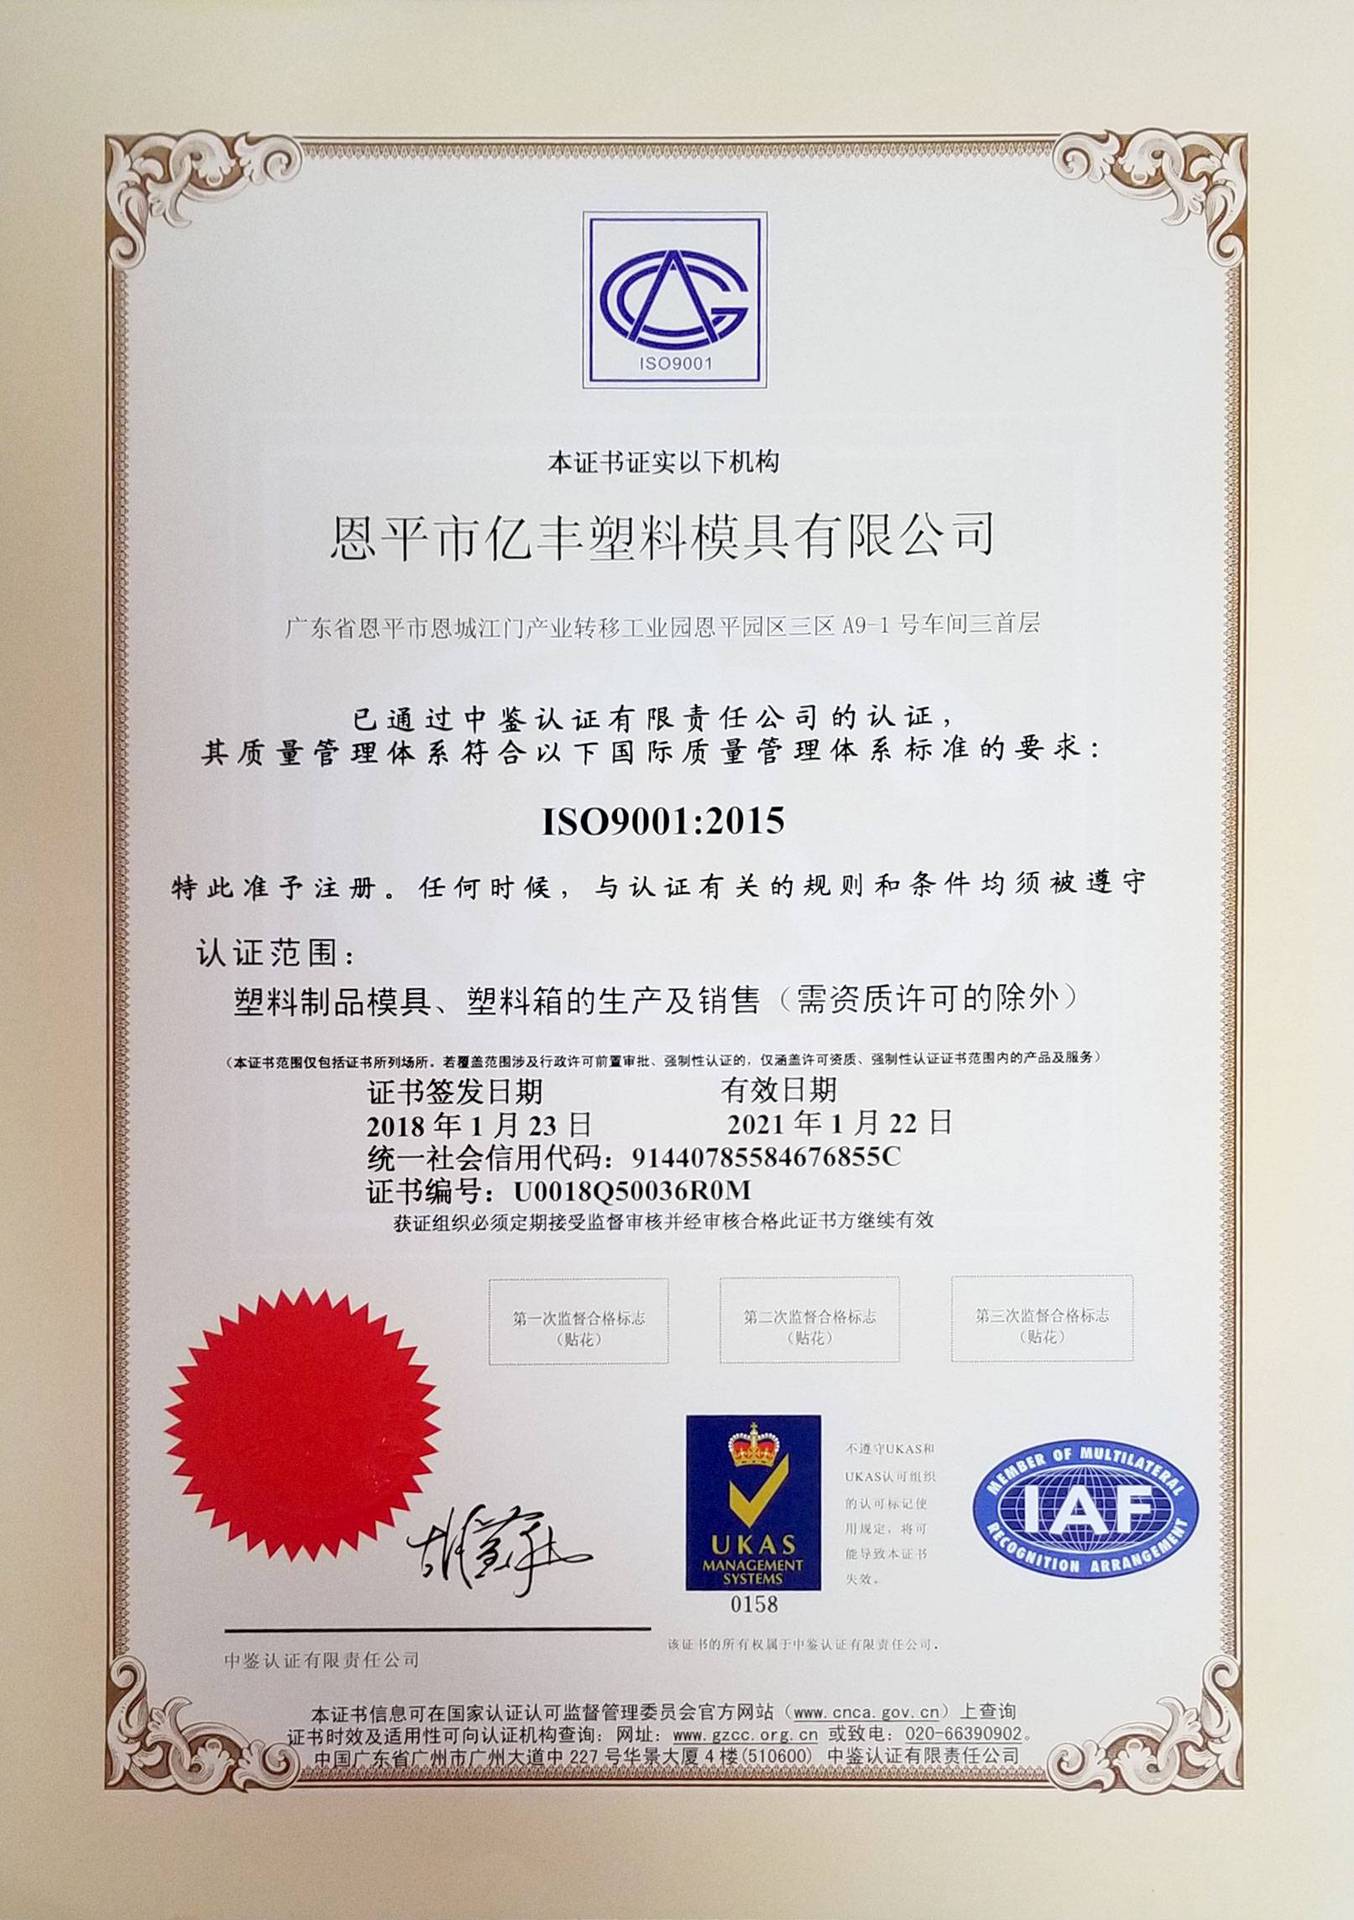 ISO9001
本证书证实以下机构
恩平市亿丰塑料模具有限公司
广东省恩平市恩城江门产业转移工业园恩平园区三区 A9-1 号车间三首层
已通过中鉴认证有限责任公司的认证，
其质量管理体系符合以下国际质量管理体系标准的要求：
ISO9001:2015
特此准予注册。任何时候，与认证有关的规则和条件均须被遵守
认证范围：
塑料制品模具、塑料箱的生产及销售（需资质许可的除外）
（本证书范围仅包括证书所列场所。若覆盖范围涉及行政许可前置审批、强制性认证的，仅涵盖许可资质、强制性认证证书范围内的产品及服务）
证书签发日期 有效日期
2018 年 1 月 23 日 2021 年 1 月 22 日
统一社会信用代码：91440785584676855C
证书编号：U0018Q50036R0M
获证组织必须定期接受监督审核并经审核合格此证书方继续有效
第一次监督合格标志
（贴花）
第二次监督合格标志
（贴花）
第三次监督合格标志
（贴花）
UKAS
MANAGEMENT
SYSTEMS
0158
不遵守UKAS和
UKAS认可组织
的认可标记使
用规定，将可
能导致本证书
失效。
MEMBER OF MULTILATERAL
IAF
RECOGNITION ARRANGEMENT
该证书的所有权属于中鉴认证有限责任公司。
中鉴认证有限责任公司
本证书信息可在国家认证认可监督管理委员会官方网站（www.cnca.gov.cn）上查询
证书时效及适用性可向认证机构查询：网址：www.gzcc.org.cn 或致电：020-66390902。
中国广东省广州市广州大道中 227 号华景大厦 4 楼(510600) 中鉴认证有限责任公司